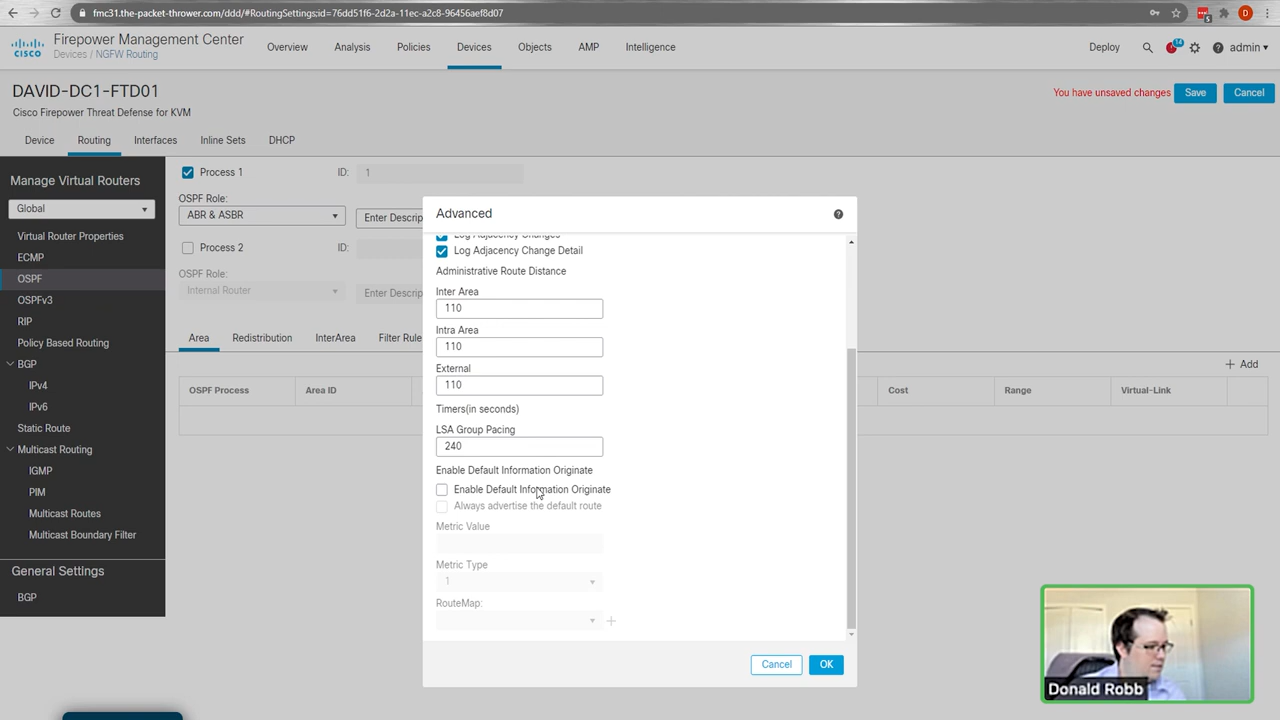 fmc31.the-packet-thrower.com/ddd/#RoutingSettings;id=76dd51f6-2d2a-11ec-a2c8-96456aef8d07
5
D
CISCO
Firepower Management Center
Devices / NGFW Routing
Overview
Analysis
Policies
Devices
Objects
AMP
Intelligence
Deploy
14
admin
DAVID-DC1-FTD01
Cisco Firepower Threat Defense for KVM
You have unsaved changes
Save
Cancel
Device
Routing
Interfaces
Inline Sets
DHCP
Manage Virtual Routers
Global
Virtual Router Properties
ECMP
OSPF
OSPFv3
RIP
Policy Based Routing
BGP
IPv4
IPv6
Static Route
Multicast Routing
IGMP
PIM
Multicast Routes
Multicast Boundary Filter
General Settings
BGP
Process 1
ID:
1
OSPF Role:
ABR & ASBR
Enter Descrip
Process 2
ID:
OSPF Role:
Internal Router
Enter Descrip
Area
Redistribution
InterArea
Filter Rule
Add
OSPF Process
Area ID
Cost
Range
Virtual-Link
Advanced
Log Adjacency Changes
Log Adjacency Change Detail
Administrative Route Distance
Inter Area
110
Intra Area
110
External
110
Timers(in seconds)
LSA Group Pacing
240
Enable Default Information Originate
Enable Default Information Originate
Always advertise the default route
Metric Value
Metric Type
1
RouteMap:
Cancel
OK
Donald Robb